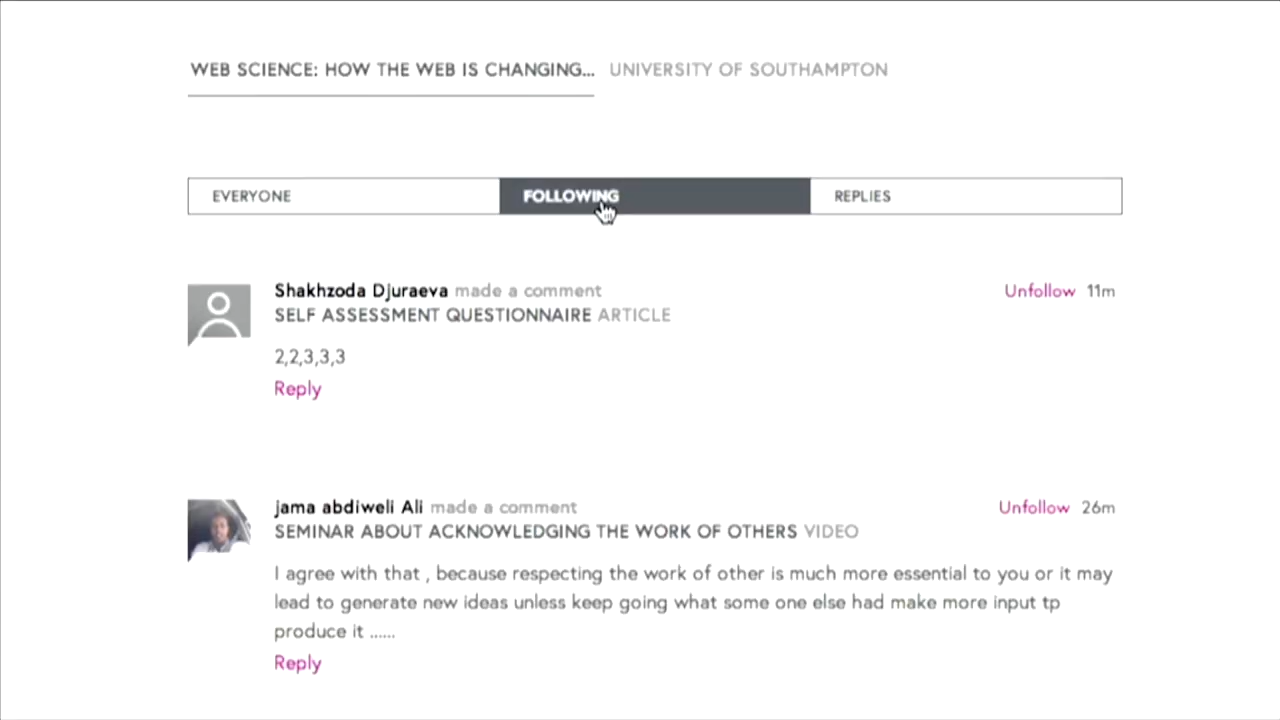 WEB SCIENCE: HOW THE WEB IS CHANGING... UNIVERSITY OF SOUTHAMPTON
EVERYONE FOLLOWING REPLIES
Shakhzoda Djuraeva made a comment Unfollow 11m
SELF ASSESSMENT QUESTIONNAIRE ARTICLE
2,2,3,3,3
Reply
jama abdiweli Ali made a comment Unfollow 26m
SEMINAR ABOUT ACKNOWLEDGING THE WORK OF OTHERS VIDEO
I agree with that , because respecting the work of other is much more essential to you or it may
lead to generate new ideas unless keep going what some one else had make more input tp
produce it ......
Reply